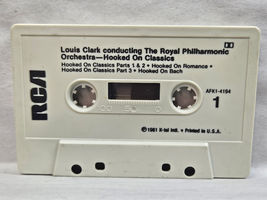 Louis Clark conducting The Royal Philharmonic
Orchestra—Hooked On Classics
Hooked On Classics Parts 1 & 2 • Hooked On Romance •
Hooked On Classics Part 3 • Hooked On Bach
RCA
AFK1-4194
1
℗ 1981 K-tel Intl. • Printed in U.S.A.